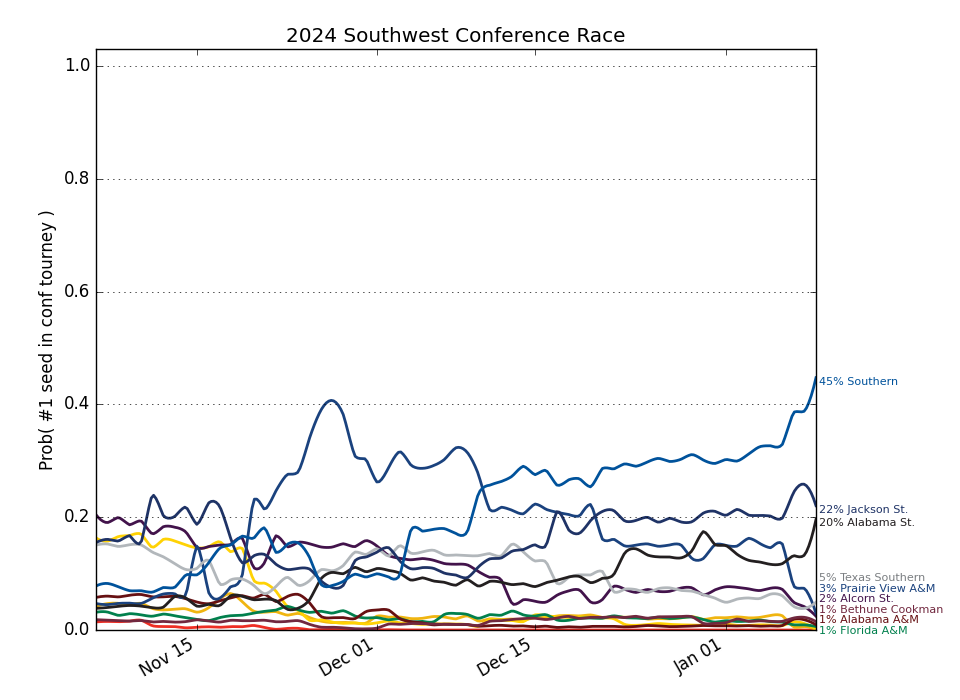 2024 Southwest Conference Race
Prob( #1 seed in conf tourney )
1.0
0.8
0.6
0.4
0.2
0.0
Nov 15
Dec 01
Dec 15
Jan 01
45% Southern
22% Jackson St.
20% Alabama St.
5% Texas Southern
3% Prairie View A&M
2% Alcorn St.
1% Bethune Cookman
1% Alabama A&M
1% Florida A&M